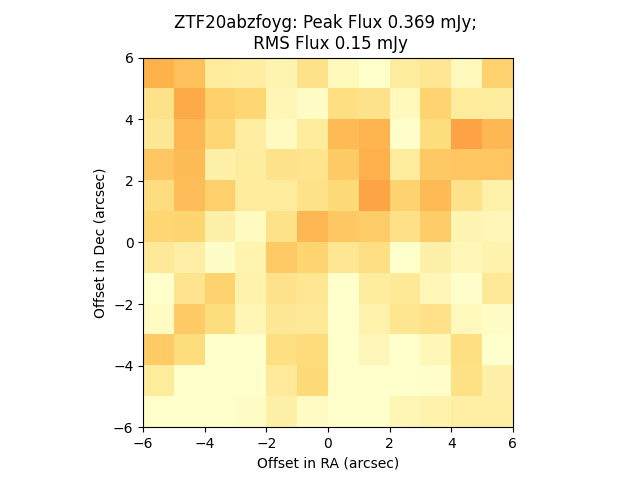 ZTF20abzfoyg: Peak Flux 0.369 mJy;
RMS Flux 0.15 mJy
6
4
2
0
−2
−4
−6
Offset in Dec (arcsec)
−6 −4 −2 0 2 4 6
Offset in RA (arcsec)